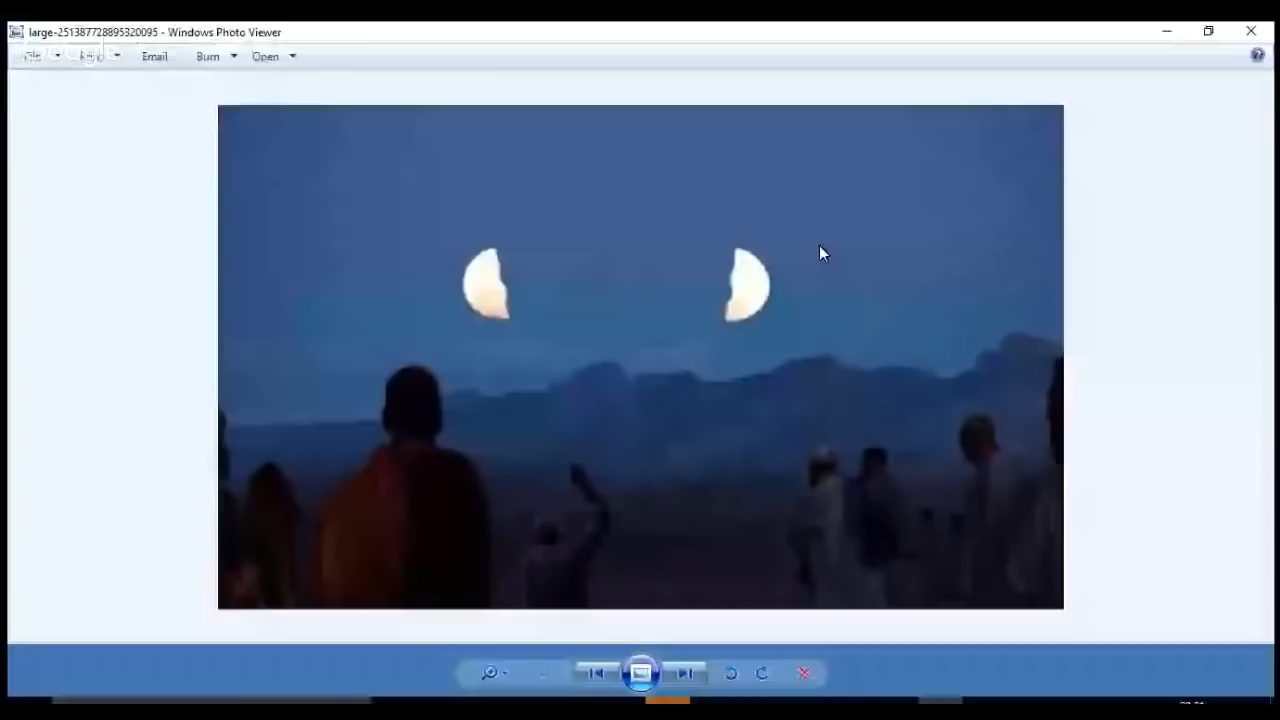 large-251387728895320095 - Windows Photo Viewer
Email Burn Open